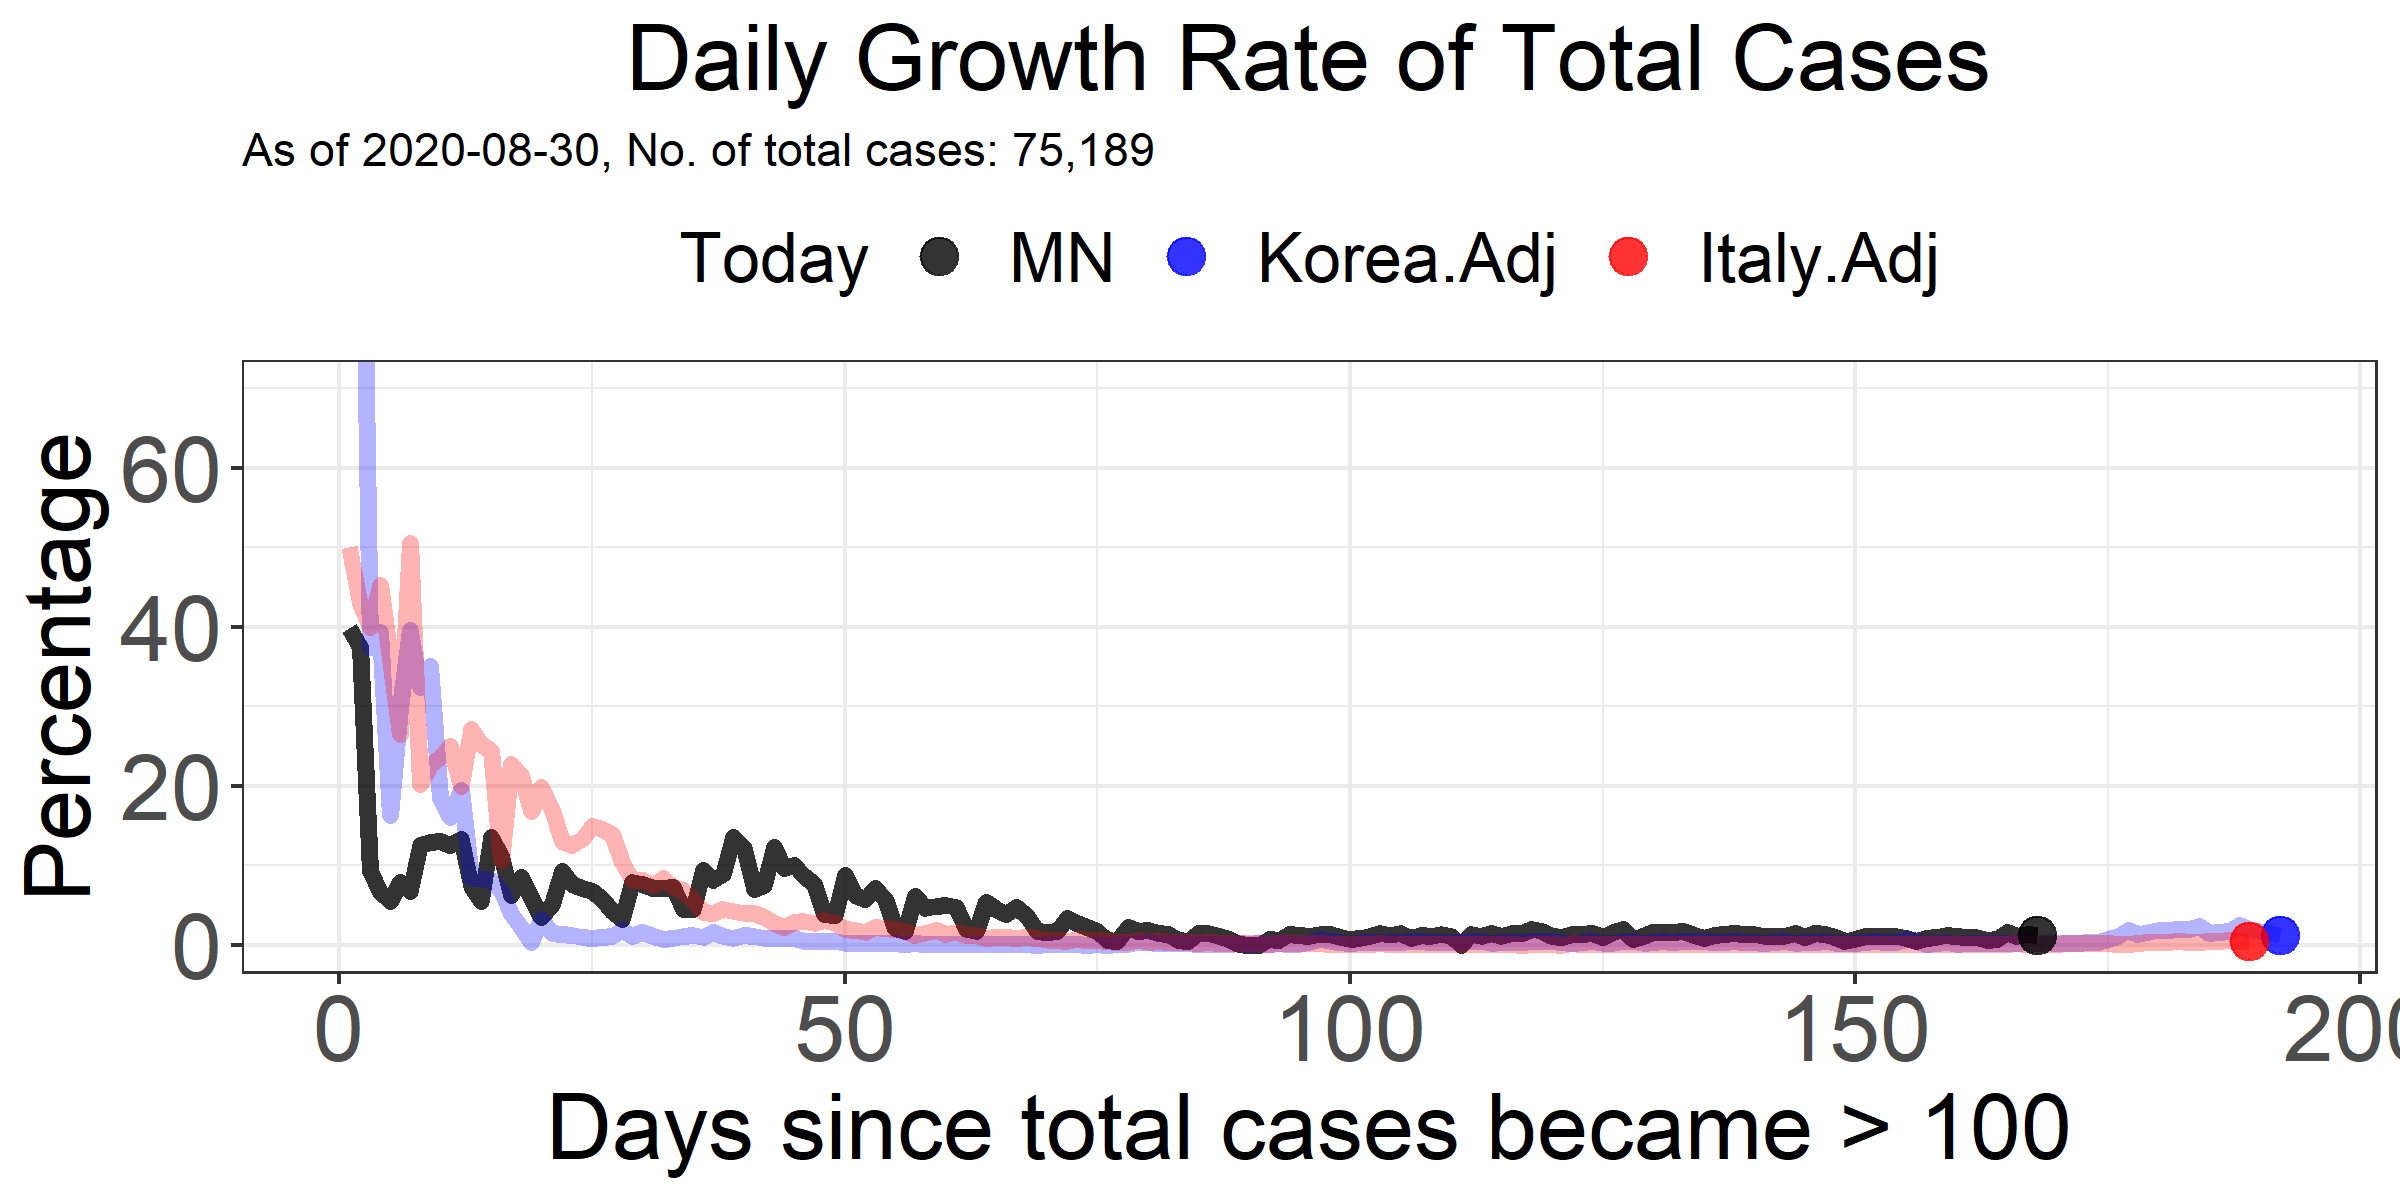 Daily Growth Rate of Total Cases
As of 2020-08-30, No. of total cases: 75,189
Today MN Korea.Adj Italy.Adj
Percentage
60
40
20
0
0 50 100 150 200
Days since total cases became > 100